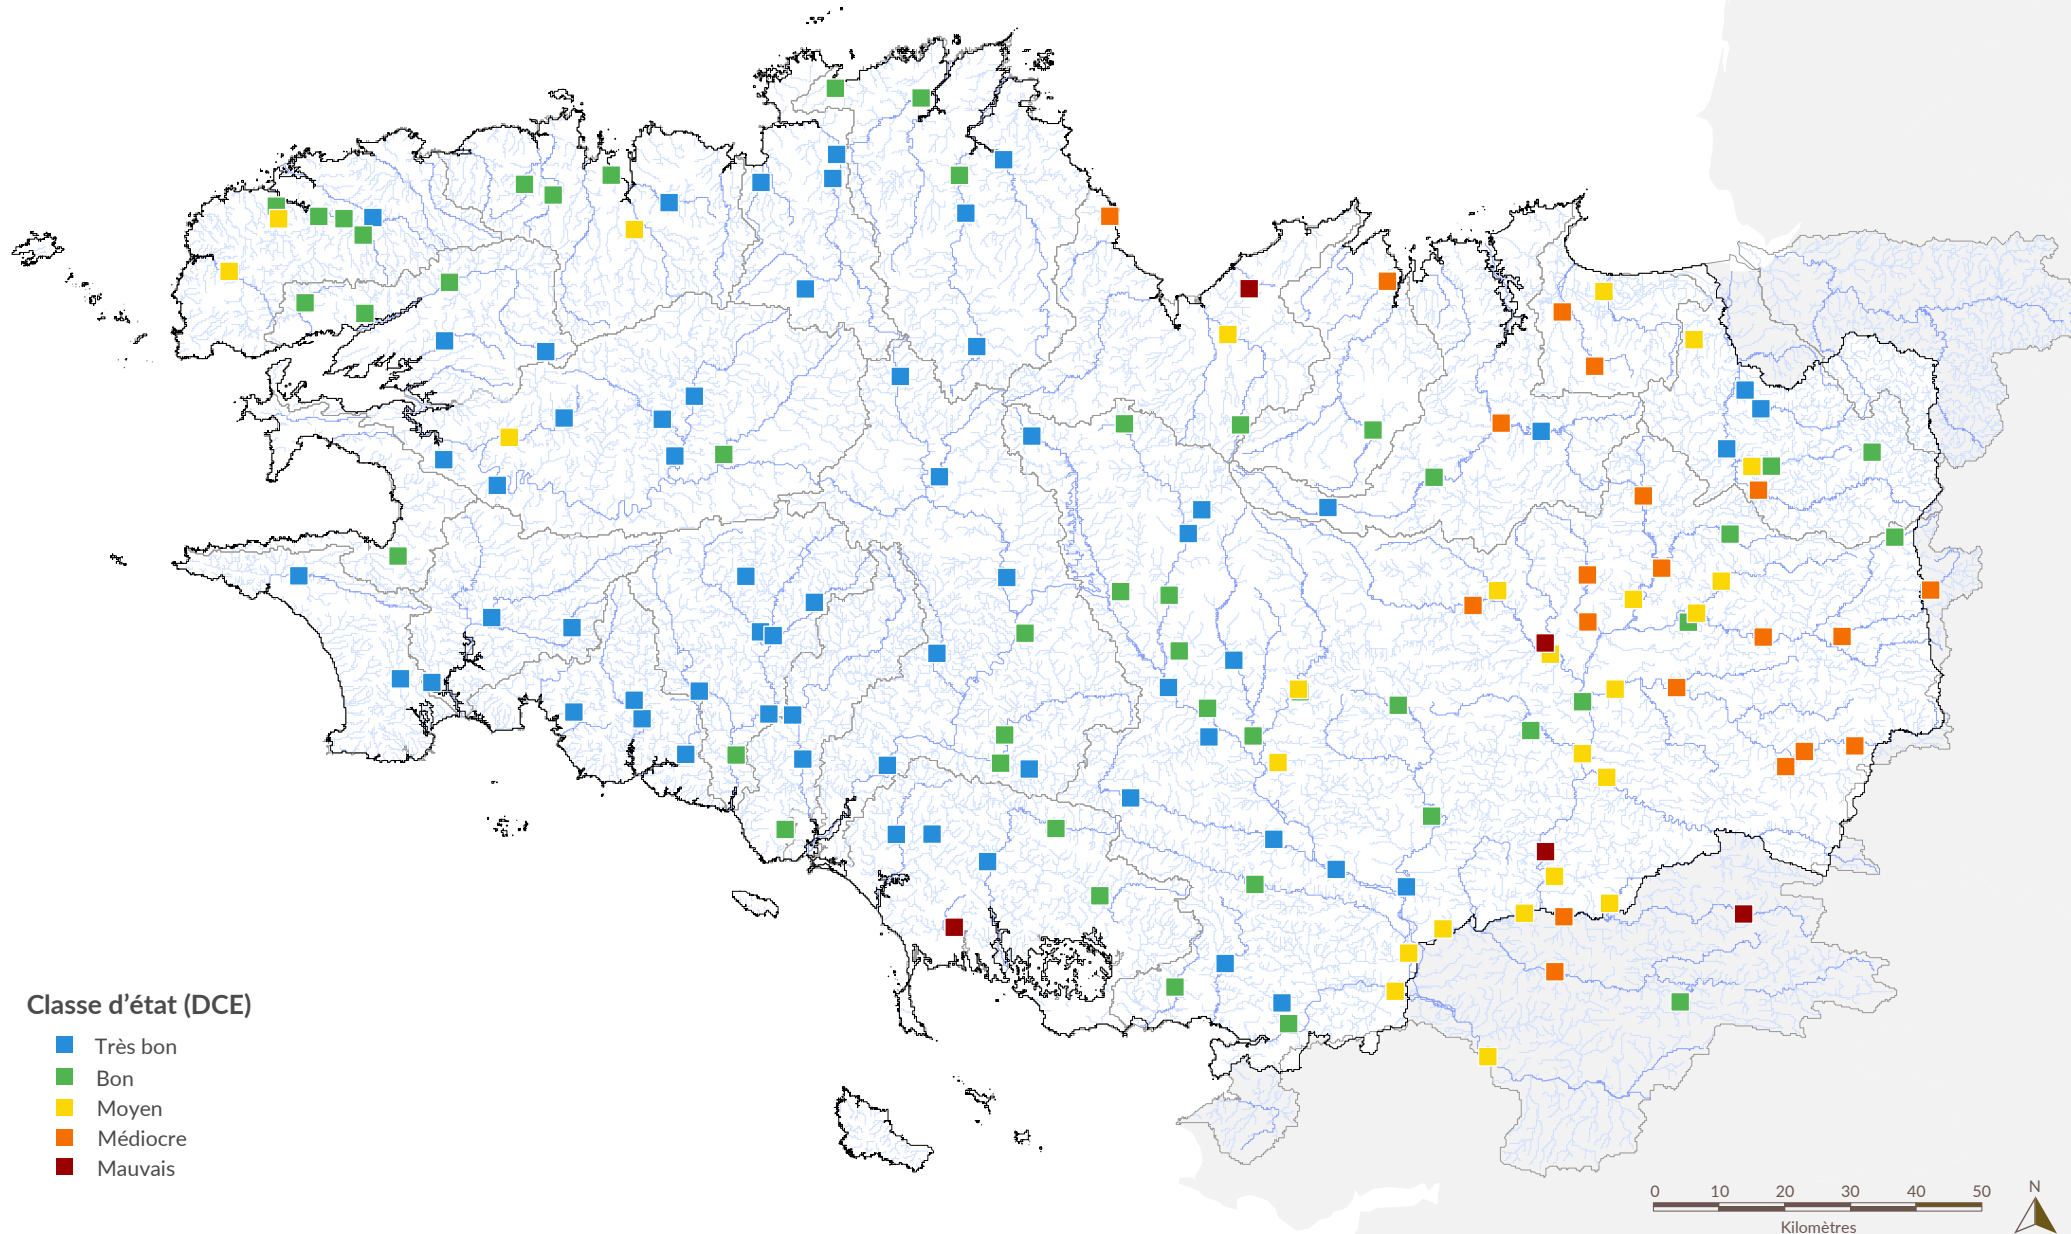 Classe d’état (DCE)
Très bon
Bon
Moyen
Médiocre
Mauvais
0 10 20 30 40 50
Kilomètres
N